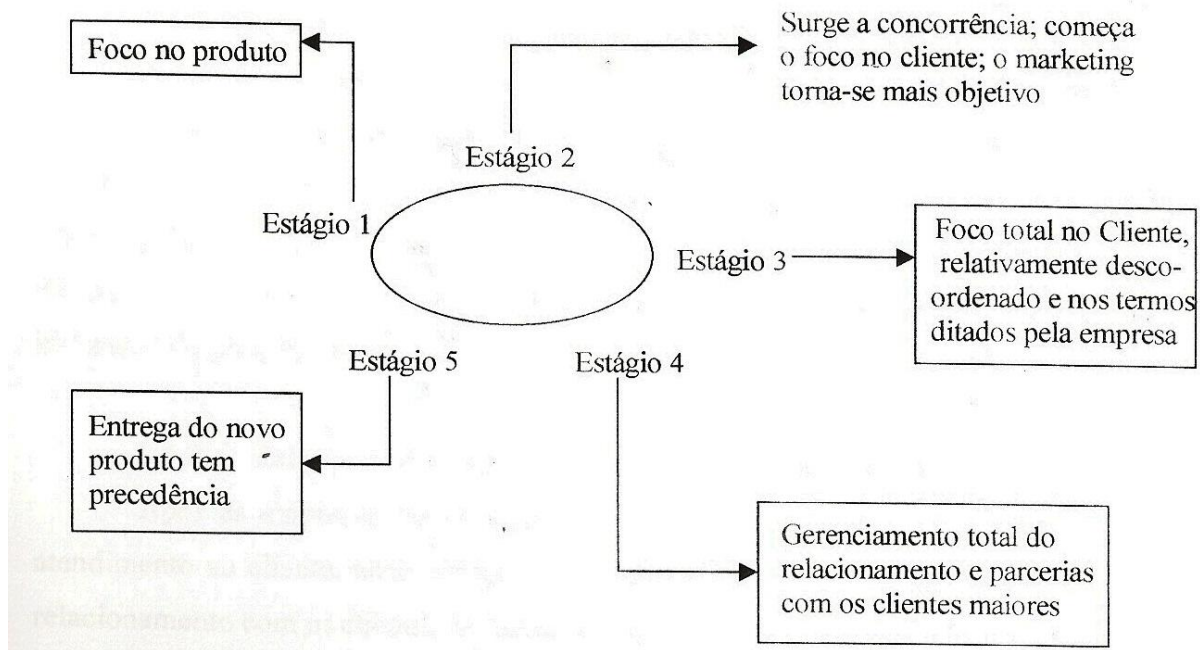 Foco no produto
Surge a concorrência; começa
o foco no cliente; o marketing
torna-se mais objetivo
Estágio 2
Estágio 1
Estágio 3
Foco total no Cliente,
relativamente desco-
ordenado e nos termos
ditados pela empresa
Estágio 5
Estágio 4
Entrega do novo
produto tem
precedência
Gerenciamento total do
relacionamento e parcerias
com os clientes maiores